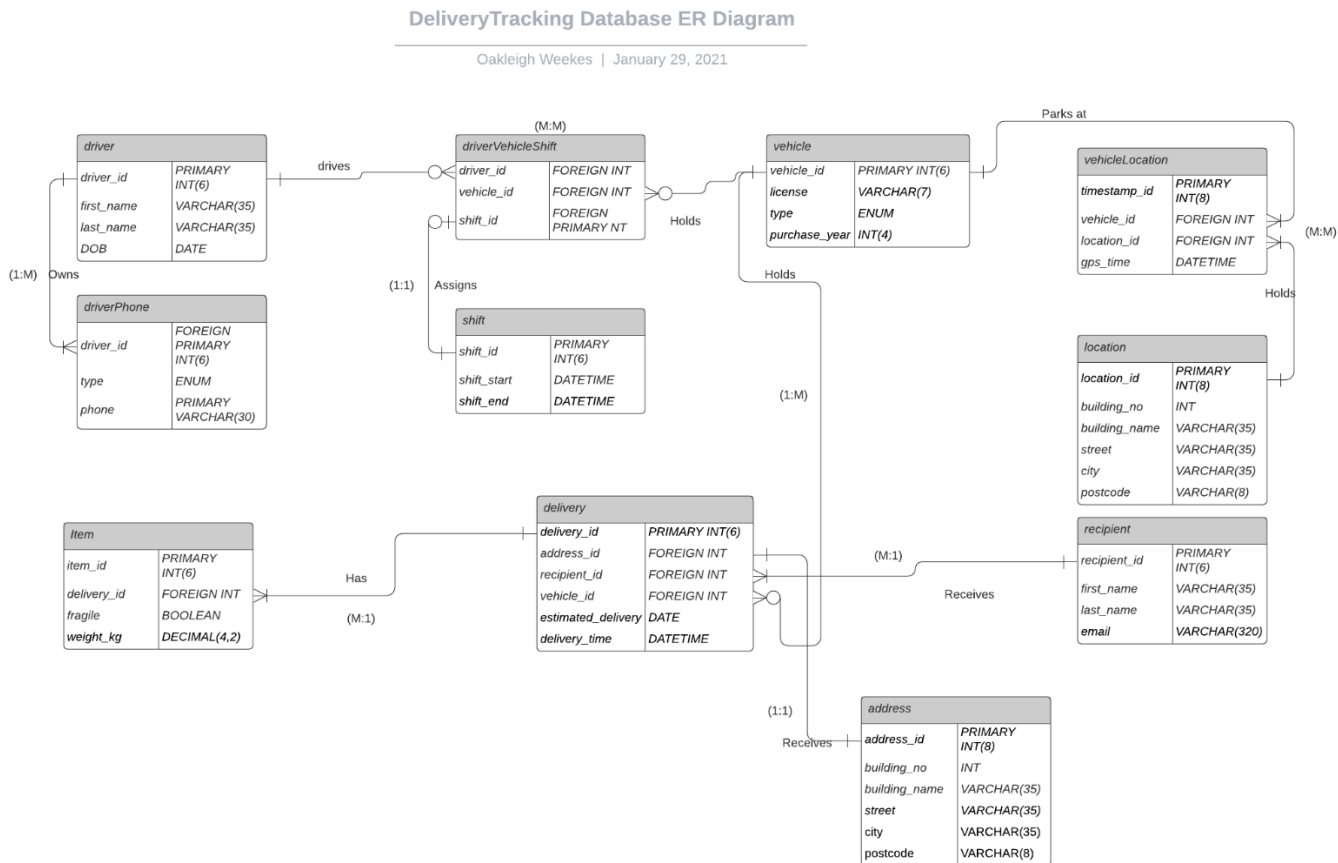 DeliveryTracking Database ER Diagram
Oakleigh Weekes | January 29, 2021
driver
driver_id PRIMARY INT(6)
first_name VARCHAR(35)
last_name VARCHAR(35)
DOB DATE
drives
(M:M)
driverVehicleShift
driver_id FOREIGN INT
vehicle_id FOREIGN INT
shift_id FOREIGN PRIMARY NT
Holds
vehicle
vehicle_id PRIMARY INT(6)
license VARCHAR(7)
type ENUM
purchase_year INT(4)
Parks at
vehicleLocation
timestamp_id PRIMARY INT(8)
vehicle_id FOREIGN INT
location_id FOREIGN INT
gps_time DATETIME
(M:M)
(1:M) Owns
(1:1) Assigns
Holds
Holds
driverPhone
driver_id FOREIGN PRIMARY INT(6)
type ENUM
phone PRIMARY VARCHAR(30)
shift
shift_id PRIMARY INT(6)
shift_start DATETIME
shift_end DATETIME
(1:M)
location
location_id PRIMARY INT(8)
building_no INT
building_name VARCHAR(35)
street VARCHAR(35)
city VARCHAR(35)
postcode VARCHAR(8)
Item
item_id PRIMARY INT(6)
delivery_id FOREIGN INT
fragile BOOLEAN
weight_kg DECIMAL(4,2)
Has
(M:1)
delivery
delivery_id PRIMARY INT(6)
address_id FOREIGN INT
recipient_id FOREIGN INT
vehicle_id FOREIGN INT
estimated_delivery DATE
delivery_time DATETIME
(M:1)
Receives
recipient
recipient_id PRIMARY INT(6)
first_name VARCHAR(35)
last_name VARCHAR(35)
email VARCHAR(320)
(1:1)
Receives
address
address_id PRIMARY INT(8)
building_no INT
building_name VARCHAR(35)
street VARCHAR(35)
city VARCHAR(35)
postcode VARCHAR(8)